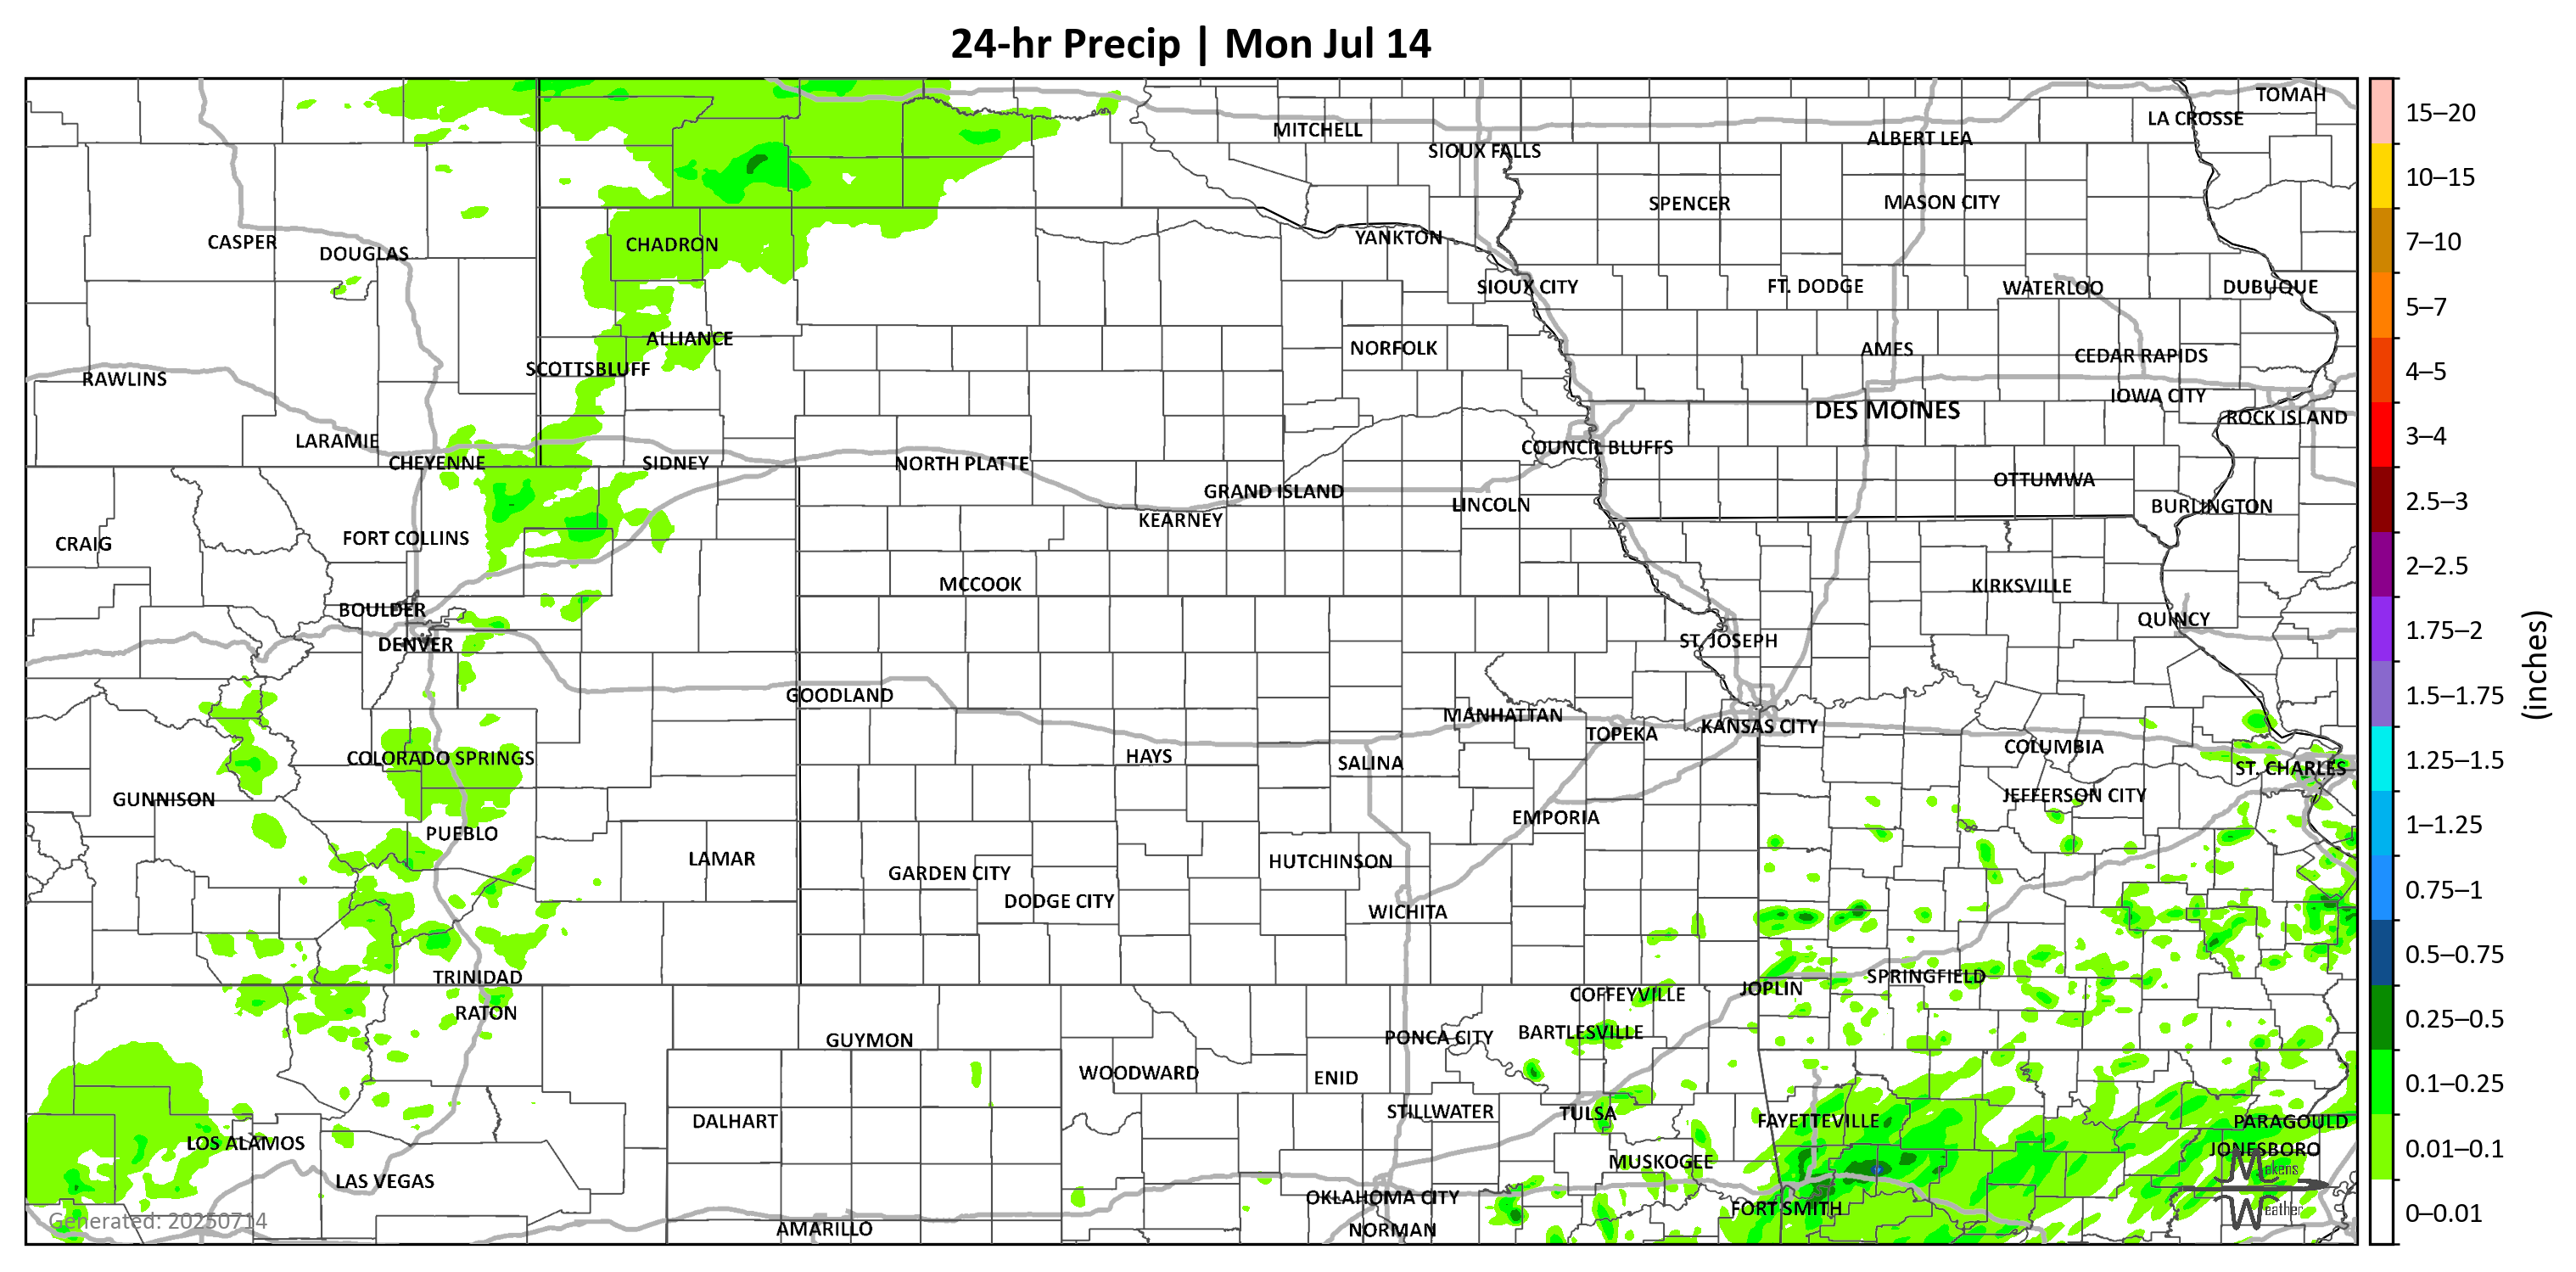 24-hr Precip | Mon Jul 14
TOMAH
LA CROSSE
MITCHELL
ALBERT LEA
SIOUX FALLS
SPENCER
MASON CITY
CASPER
DOUGLAS
CHADRON
YANKTON
SIOUX CITY
FT. DODGE
WATERLOO
DUBUQUE
ALLIANCE
NORFOLK
AMES
CEDAR RAPIDS
SCOTTSBLUFF
RAWLINS
IOWA CITY
DES MOINES
ROCK ISLAND
LARAMIE
COUNCIL BLUFFS
CHEYENNE
SIDNEY
NORTH PLATTE
OTTUMWA
GRAND ISLAND
LINCOLN
BURLINGTON
KEARNEY
FORT COLLINS
CRAIG
MCCOOK
KIRKSVILLE
BOULDER
QUINCY
DENVER
ST. JOSEPH
GOODLAND
MANHATTAN
KANSAS CITY
TOPEKA
COLUMBIA
COLORADO SPRINGS
HAYS
SALINA
ST. CHARLES
GUNNISON
JEFFERSON CITY
EMPORIA
PUEBLO
LAMAR
HUTCHINSON
GARDEN CITY
DODGE CITY
WICHITA
TRINIDAD
SPRINGFIELD
JOPLIN
COFFEYVILLE
RATON
BARTLESVILLE
PONCA CITY
GUYMON
WOODWARD
ENID
STILLWATER
TULSA
DALHART
FAYETTEVILLE
PARAGOULD
LOS ALAMOS
JONESBORO
MUSKOGEE
LAS VEGAS
OKLAHOMA CITY
FORT SMITH
AMARILLO
NORMAN
Generated: 20250714
Makens
Weather
15–20
10–15
7–10
5–7
4–5
3–4
2.5–3
2–2.5
1.75–2
1.5–1.75
1.25–1.5
1–1.25
0.75–1
0.5–0.75
0.25–0.5
0.1–0.25
0.01–0.1
0–0.01
(inches)